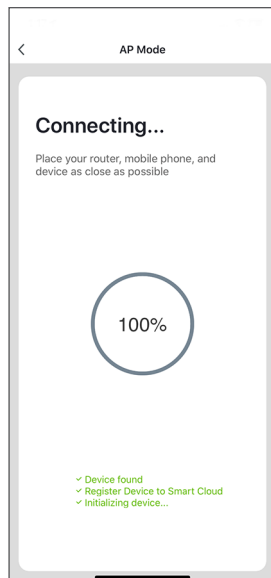 AP Mode
Connecting...
Place your router, mobile phone, and
device as close as possible
100%
Device found
Register Device to Smart Cloud
Initializing device...